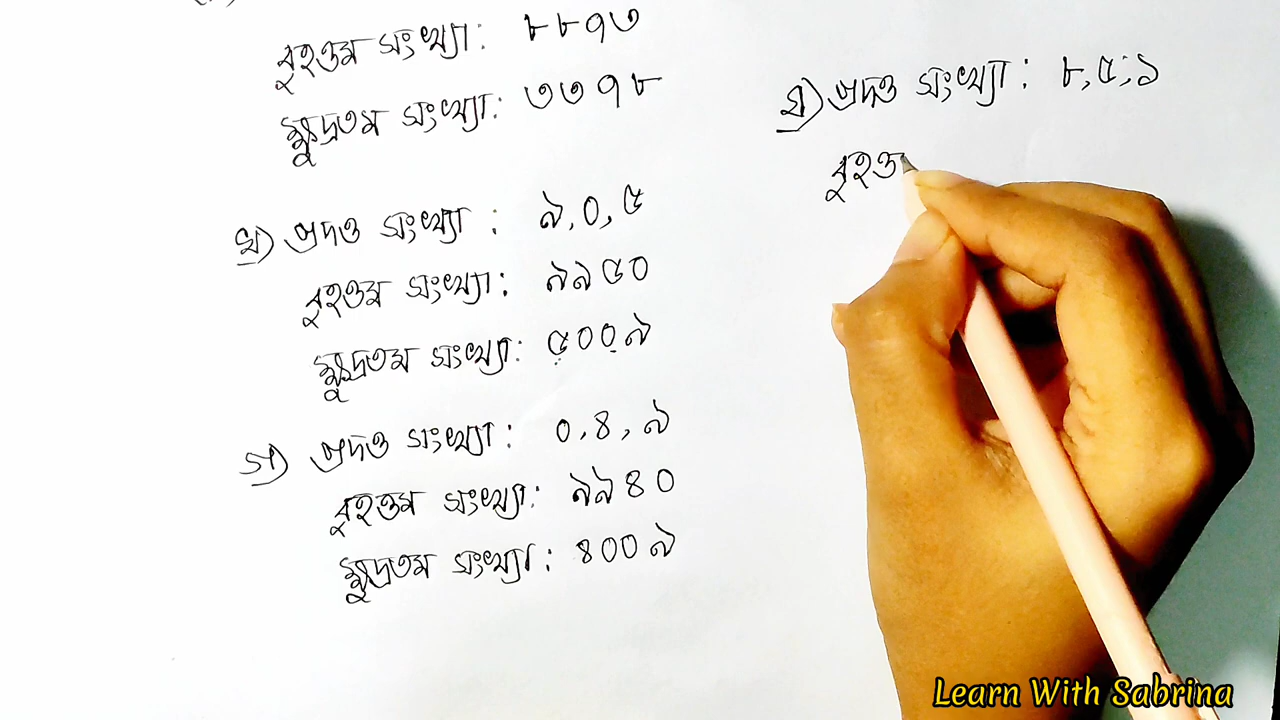 বৃহত্তম সংখ্যা: ৮৮৭৩
ক্ষুদ্রতম সংখ্যা: ৩৩৭৮
খ) প্রদত্ত সংখ্যা : ৯,০,৫
বৃহত্তম সংখ্যা: ৯৯৫০
ক্ষুদ্রতম সংখ্যা: ৫০০৯
গ) প্রদত্ত সংখ্যা : ০,৪,৯
বৃহত্তম সংখ্যা: ৯৯৪০
ক্ষুদ্রতম সংখ্যা : ৪০০৯
ঘ) প্রদত্ত সংখ্যা : ৮,৫,১
বৃহত্ত
Learn With Sabrina